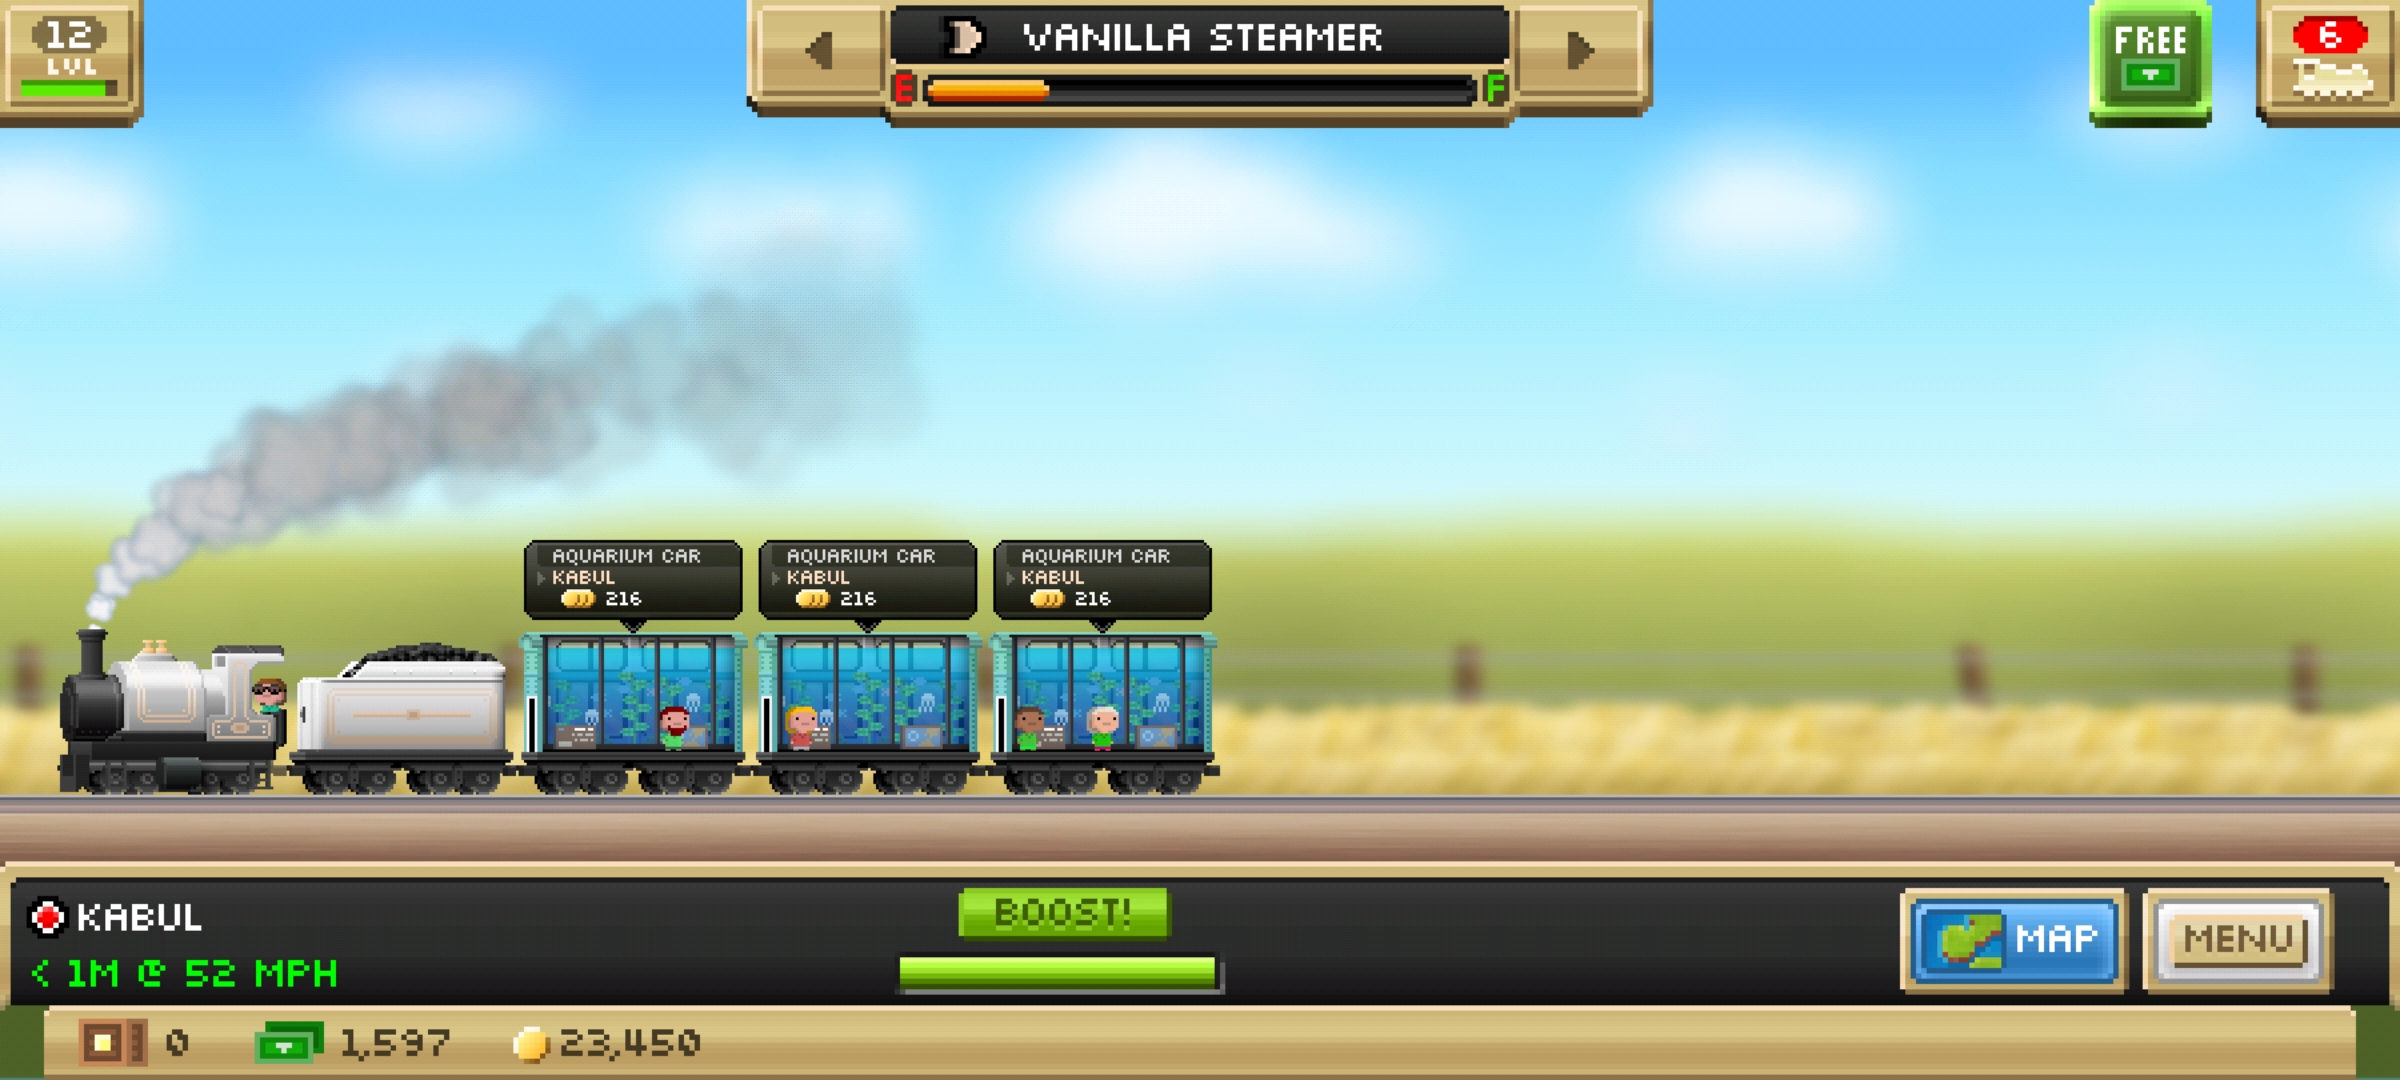 12
LVL
VANILLA STEAMER
E F
FREE
6
AQUARIUM CAR
KABUL
216
AQUARIUM CAR
KABUL
216
AQUARIUM CAR
KABUL
216
KABUL
< 1M @ 52 MPH
BOOST!
MAP
MENU
0
1,597
23,450